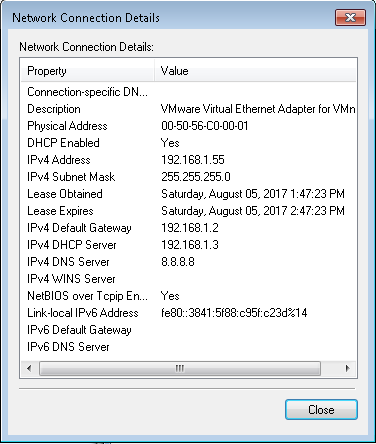 Network Connection Details
Network Connection Details:
Property Value
Connection-specific DN...
Description VMware Virtual Ethernet Adapter for VMn
Physical Address 00-50-56-C0-00-01
DHCP Enabled Yes
IPv4 Address 192.168.1.55
IPv4 Subnet Mask 255.255.255.0
Lease Obtained Saturday, August 05, 2017 1:47:23 PM
Lease Expires Saturday, August 05, 2017 2:47:23 PM
IPv4 Default Gateway 192.168.1.2
IPv4 DHCP Server 192.168.1.3
IPv4 DNS Server 8.8.8.8
IPv4 WINS Server
NetBIOS over Tcpip En... Yes
Link-local IPv6 Address fe80::3841:5f88:c95f:c23d%14
IPv6 Default Gateway
IPv6 DNS Server
Close